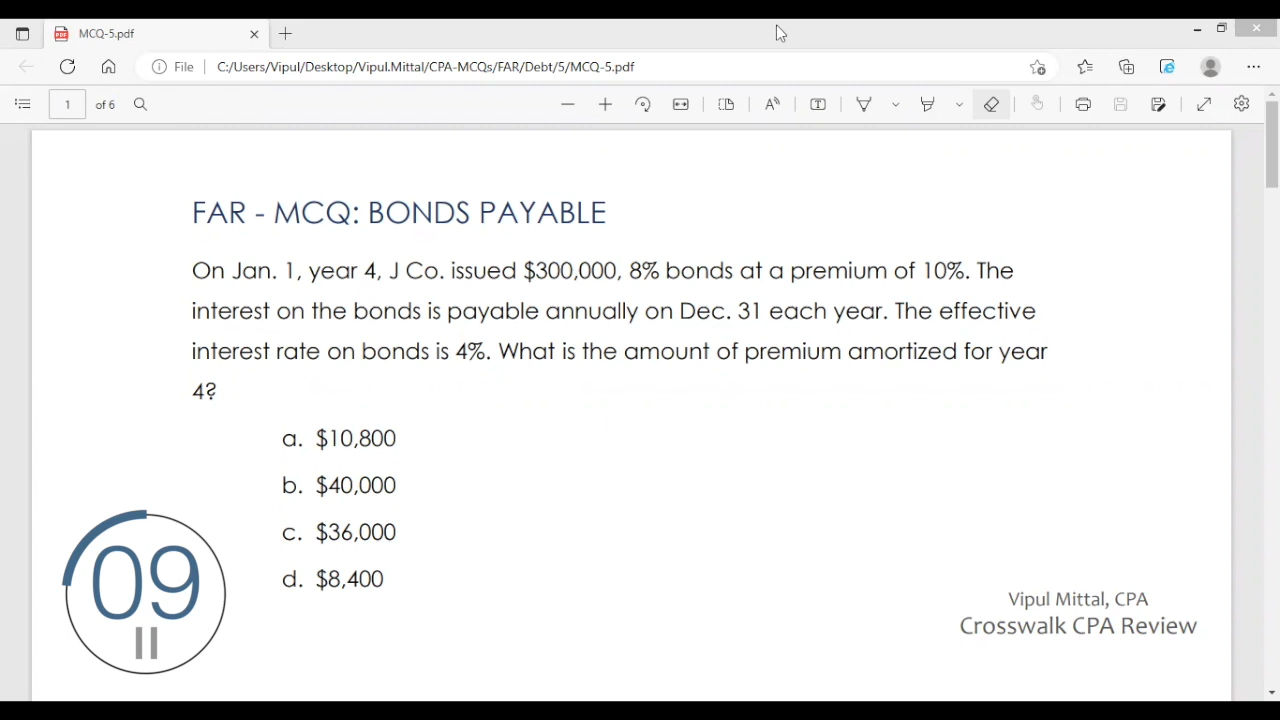 MCQ-5.pdf
File | C:/Users/Vipul/Desktop/Vipul.Mittal/CPA-MCQs/FAR/Debt/5/MCQ-5.pdf
1 of 6
FAR - MCQ: BONDS PAYABLE
On Jan. 1, year 4, J Co. issued $300,000, 8% bonds at a premium of 10%. The
interest on the bonds is payable annually on Dec. 31 each year. The effective
interest rate on bonds is 4%. What is the amount of premium amortized for year
4?
a. $10,800
b. $40,000
c. $36,000
d. $8,400
09
Vipul Mittal, CPA
Crosswalk CPA Review